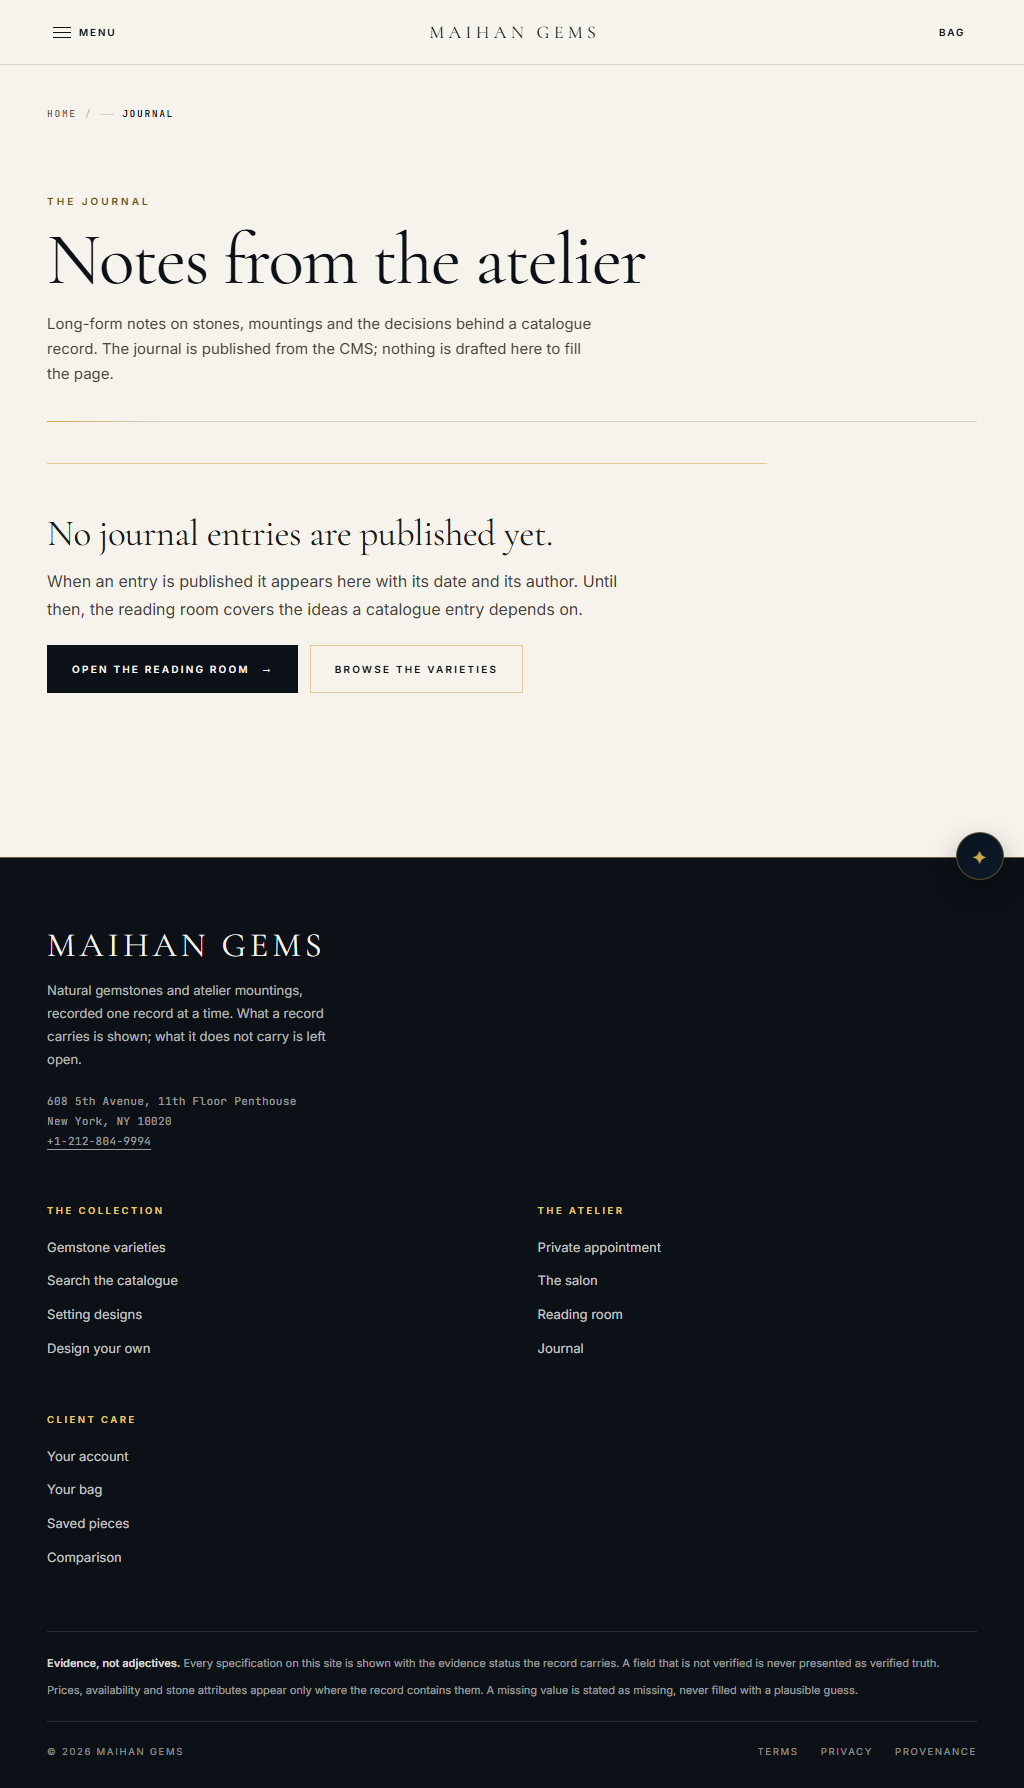 MENU
MAIHAN GEMS
BAG
HOME / — JOURNAL
THE JOURNAL
Notes from the atelier
Long-form notes on stones, mountings and the decisions behind a catalogue
record. The journal is published from the CMS; nothing is drafted here to fill
the page.
No journal entries are published yet.
When an entry is published it appears here with its date and its author. Until
then, the reading room covers the ideas a catalogue entry depends on.
OPEN THE READING ROOM →
BROWSE THE VARIETIES
MAIHAN GEMS
Natural gemstones and atelier mountings,
recorded one record at a time. What a record
carries is shown; what it does not carry is left
open.
608 5th Avenue, 11th Floor Penthouse
New York, NY 10020
+1-212-804-9994
THE COLLECTION
Gemstone varieties
Search the catalogue
Setting designs
Design your own
THE ATELIER
Private appointment
The salon
Reading room
Journal
CLIENT CARE
Your account
Your bag
Saved pieces
Comparison
Evidence, not adjectives. Every specification on this site is shown with the evidence status the record carries. A field that is not verified is never presented as verified truth.
Prices, availability and stone attributes appear only where the record contains them. A missing value is stated as missing, never filled with a plausible guess.
© 2026 MAIHAN GEMS
TERMS PRIVACY PROVENANCE